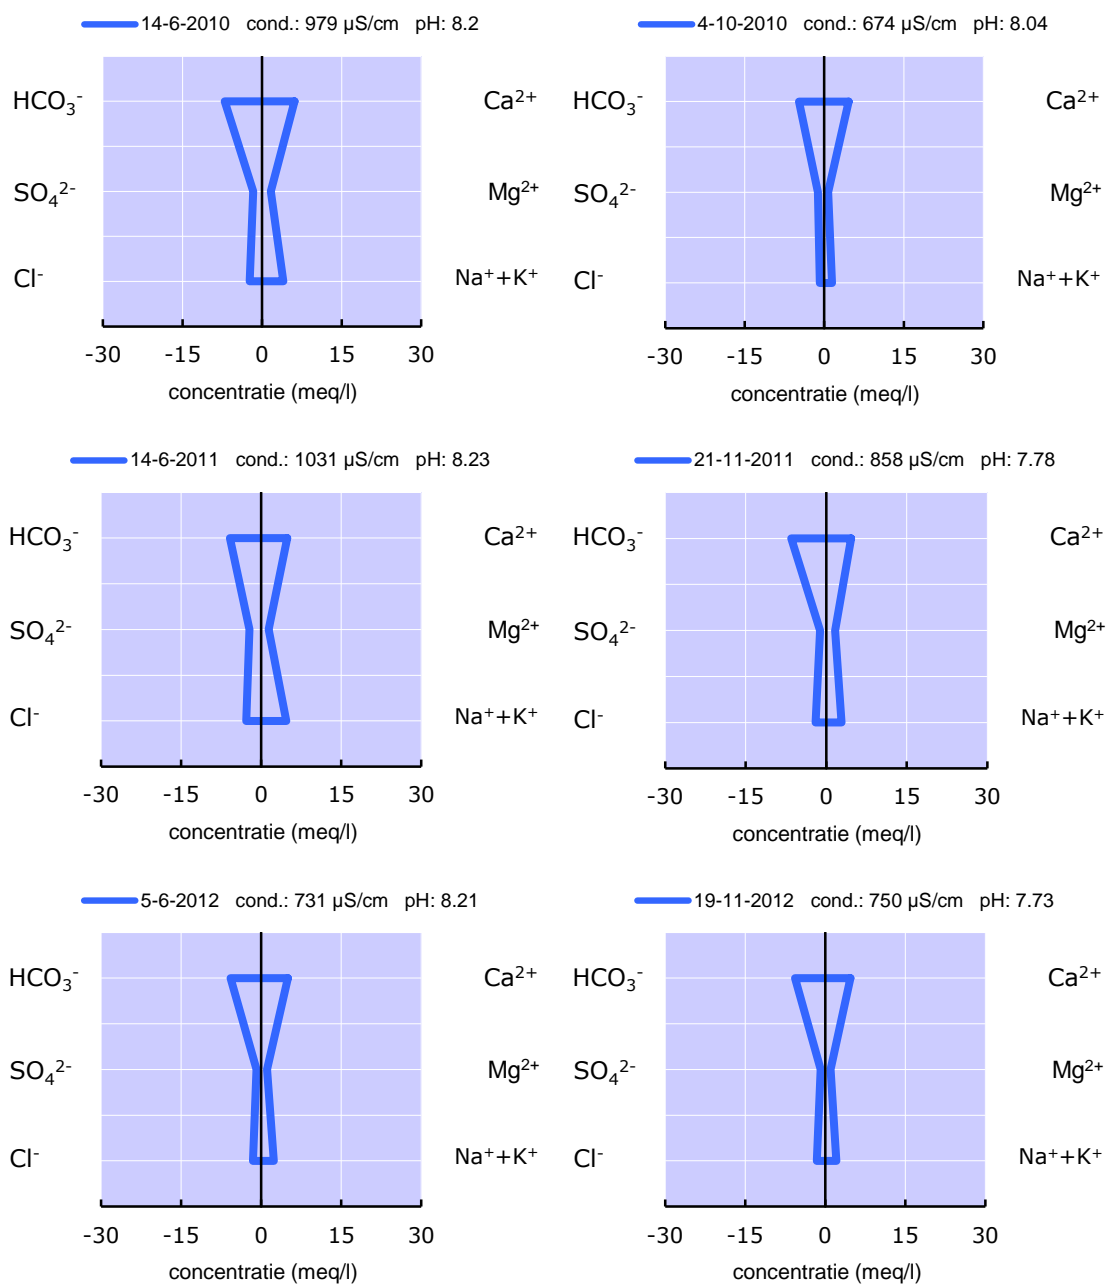 14-6-2010 cond.: 979 µS/cm pH: 8.2
HCO₃⁻ Ca²⁺
SO₄²⁻ Mg²⁺
Cl⁻ Na⁺+K⁺
-30 -15 0 15 30
concentratie (meq/l)
4-10-2010 cond.: 674 µS/cm pH: 8.04
HCO₃⁻ Ca²⁺
SO₄²⁻ Mg²⁺
Cl⁻ Na⁺+K⁺
-30 -15 0 15 30
concentratie (meq/l)
14-6-2011 cond.: 1031 µS/cm pH: 8.23
HCO₃⁻ Ca²⁺
SO₄²⁻ Mg²⁺
Cl⁻ Na⁺+K⁺
-30 -15 0 15 30
concentratie (meq/l)
21-11-2011 cond.: 858 µS/cm pH: 7.78
HCO₃⁻ Ca²⁺
SO₄²⁻ Mg²⁺
Cl⁻ Na⁺+K⁺
-30 -15 0 15 30
concentratie (meq/l)
5-6-2012 cond.: 731 µS/cm pH: 8.21
HCO₃⁻ Ca²⁺
SO₄²⁻ Mg²⁺
Cl⁻ Na⁺+K⁺
-30 -15 0 15 30
concentratie (meq/l)
19-11-2012 cond.: 750 µS/cm pH: 7.73
HCO₃⁻ Ca²⁺
SO₄²⁻ Mg²⁺
Cl⁻ Na⁺+K⁺
-30 -15 0 15 30
concentratie (meq/l)